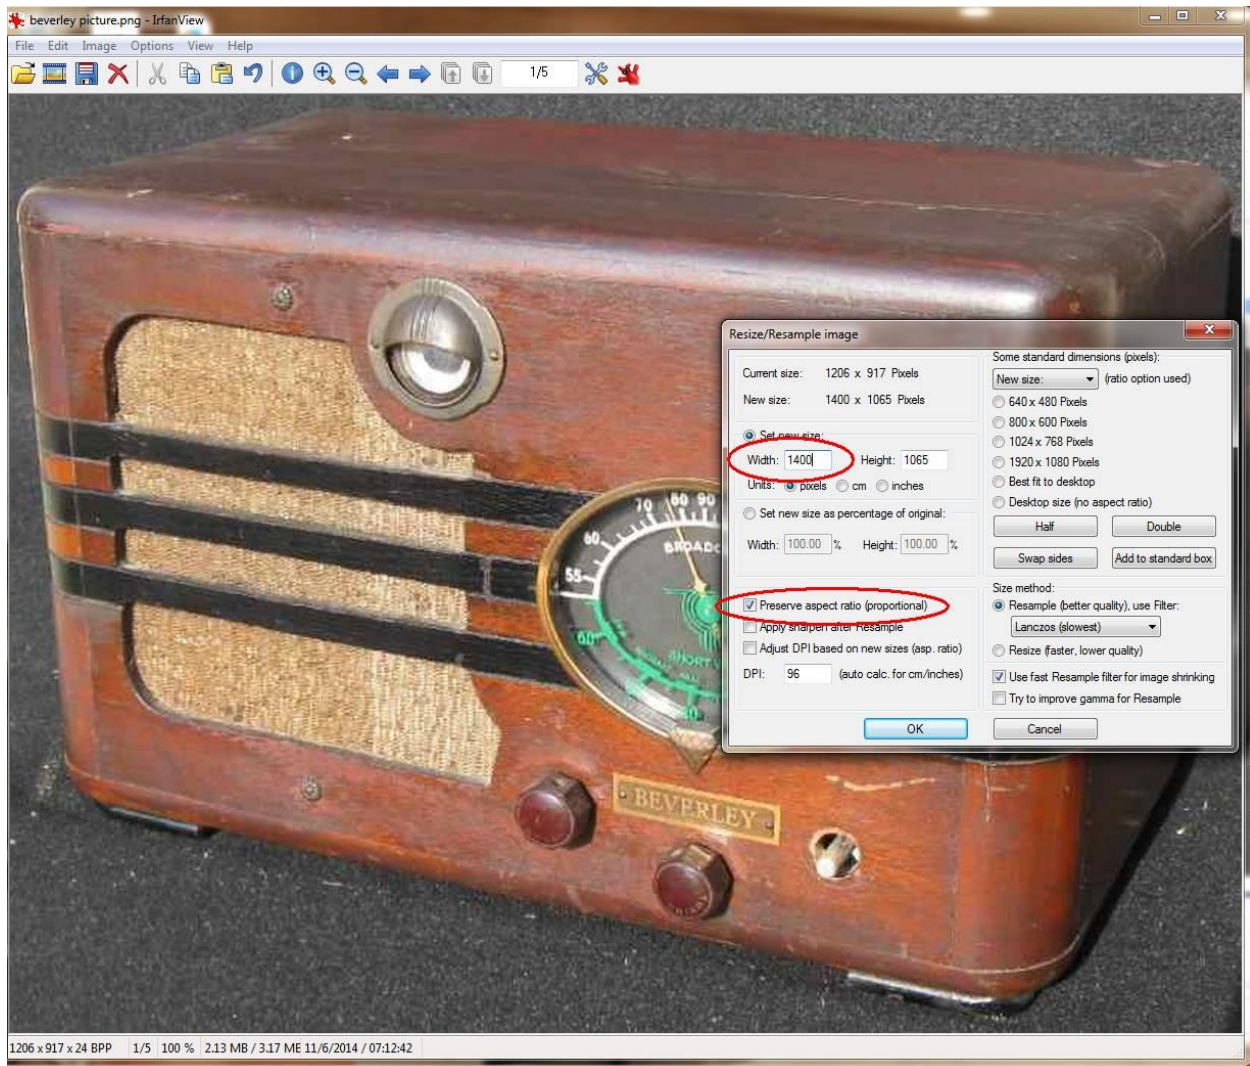 beverley picture.png - IrfanView
File Edit Image Options View Help
1/5
Resize/Resample image
Current size: 1206 x 917 Pixels
New size: 1400 x 1065 Pixels
Set new size:
Width: 1400 Height: 1065
Units: pixels cm inches
Set new size as percentage of original:
Width: 100.00 % Height: 100.00 %
Preserve aspect ratio (proportional)
Apply sharpen after Resample
Adjust DPI based on new sizes (asp. ratio)
DPI: 96 (auto calc. for cm/inches)
OK
Some standard dimensions (pixels):
New size: (ratio option used)
640 x 480 Pixels
800 x 600 Pixels
1024 x 768 Pixels
1920 x 1080 Pixels
Best fit to desktop
Desktop size (no aspect ratio)
Half Double
Swap sides Add to standard box
Size method:
Resample (better quality), use Filter:
Lanczos (slowest)
Resize (faster, lower quality)
Use fast Resample filter for image shrinking
Try to improve gamma for Resample
Cancel
70 80 90
60
BROADC
55
SHORT
BEVERLEY
1206 x 917 x 24 BPP 1/5 100 % 2.13 MB / 3.17 ME 11/6/2014 / 07:12:42